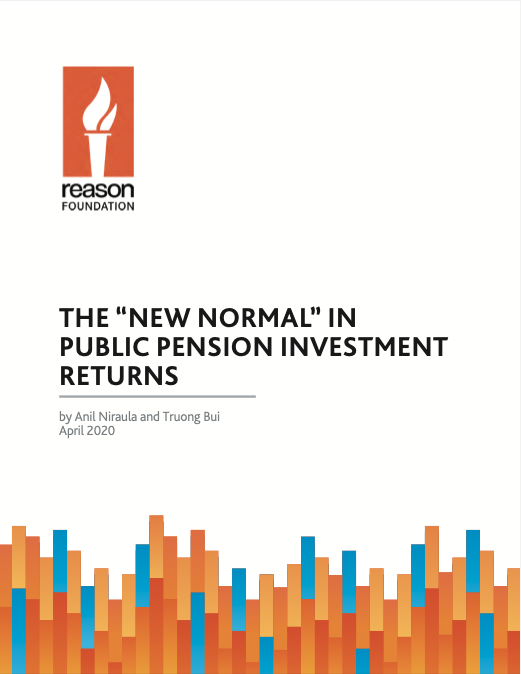 reason
FOUNDATION
THE “NEW NORMAL” IN
PUBLIC PENSION INVESTMENT
RETURNS
by Anil Niraula and Truong Bui
April 2020